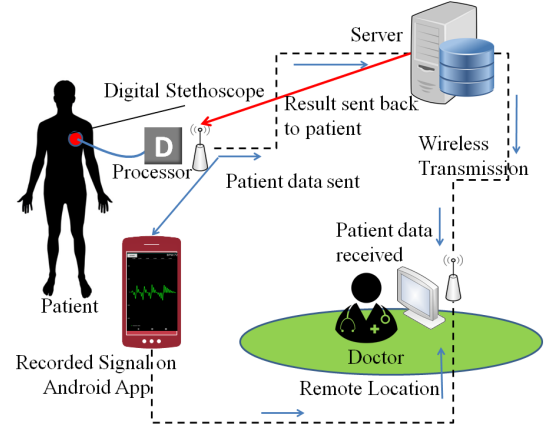 Server
Digital Stethoscope
Result sent back
to patient
D
Processor
Wireless
Transmission
Patient data sent
Patient data
received
Patient
Doctor
Recorded Signal on
Android App
Remote Location